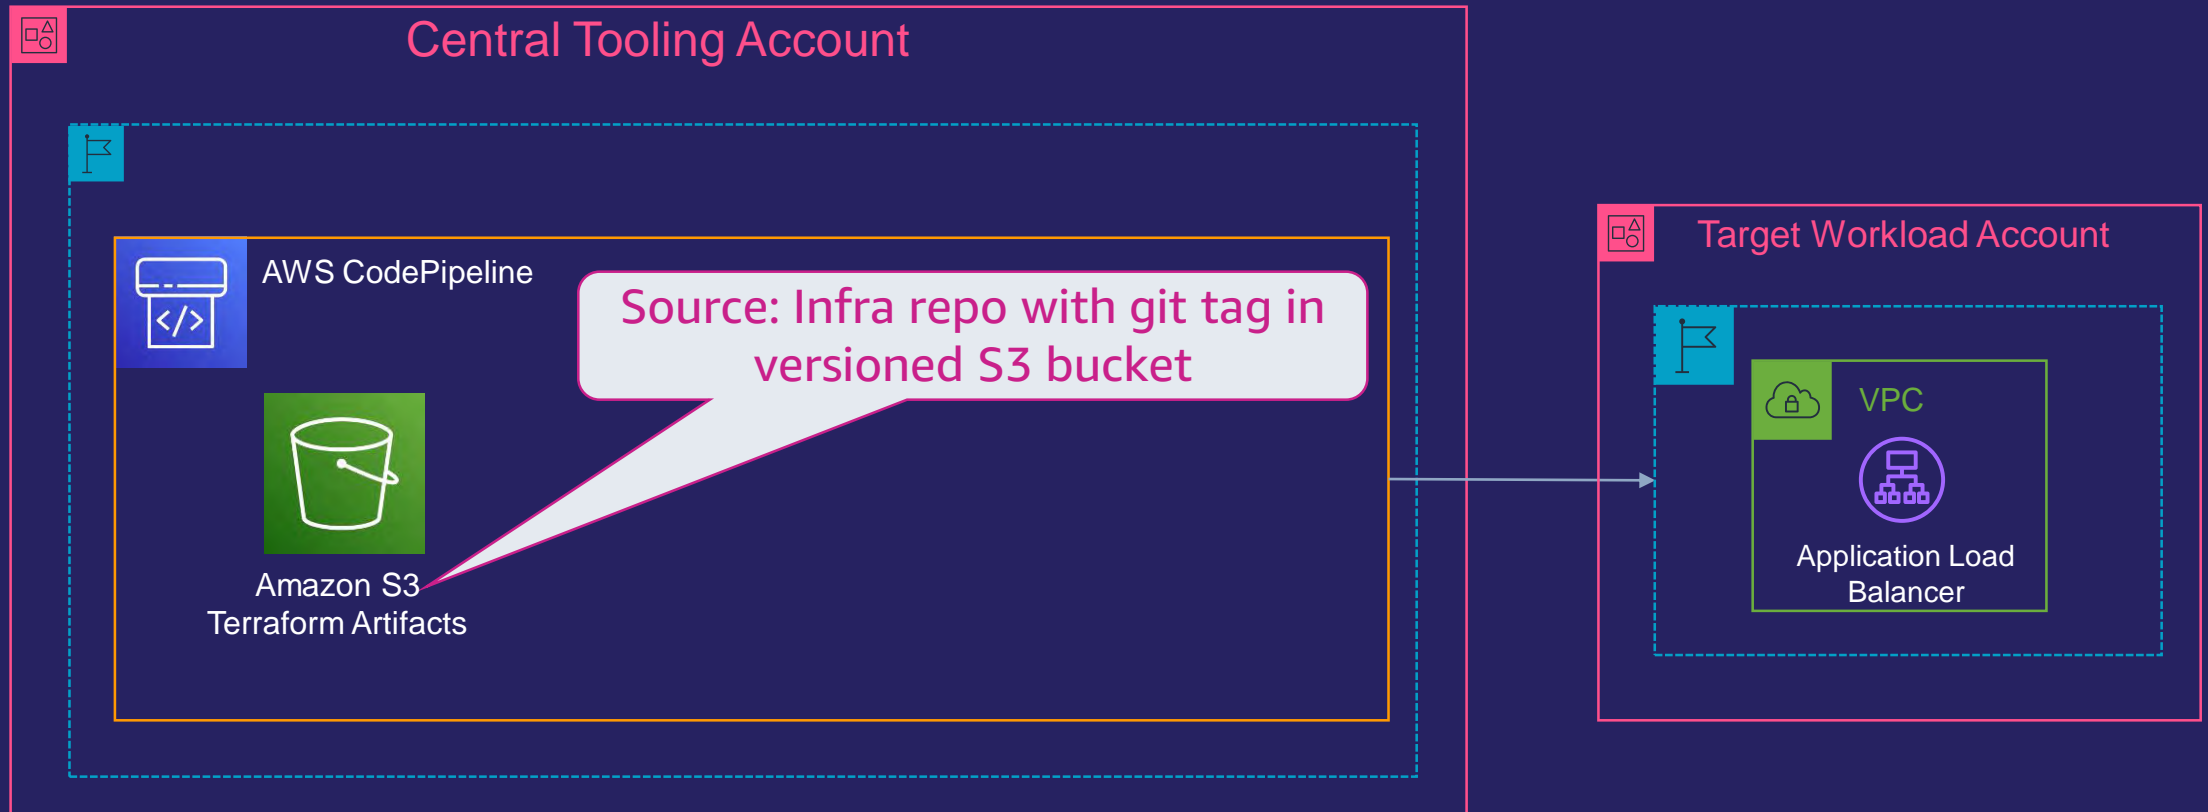 Central Tooling Account
AWS CodePipeline
Source: Infra repo with git tag in
versioned S3 bucket
Amazon S3
Terraform Artifacts
Target Workload Account
VPC
Application Load
Balancer